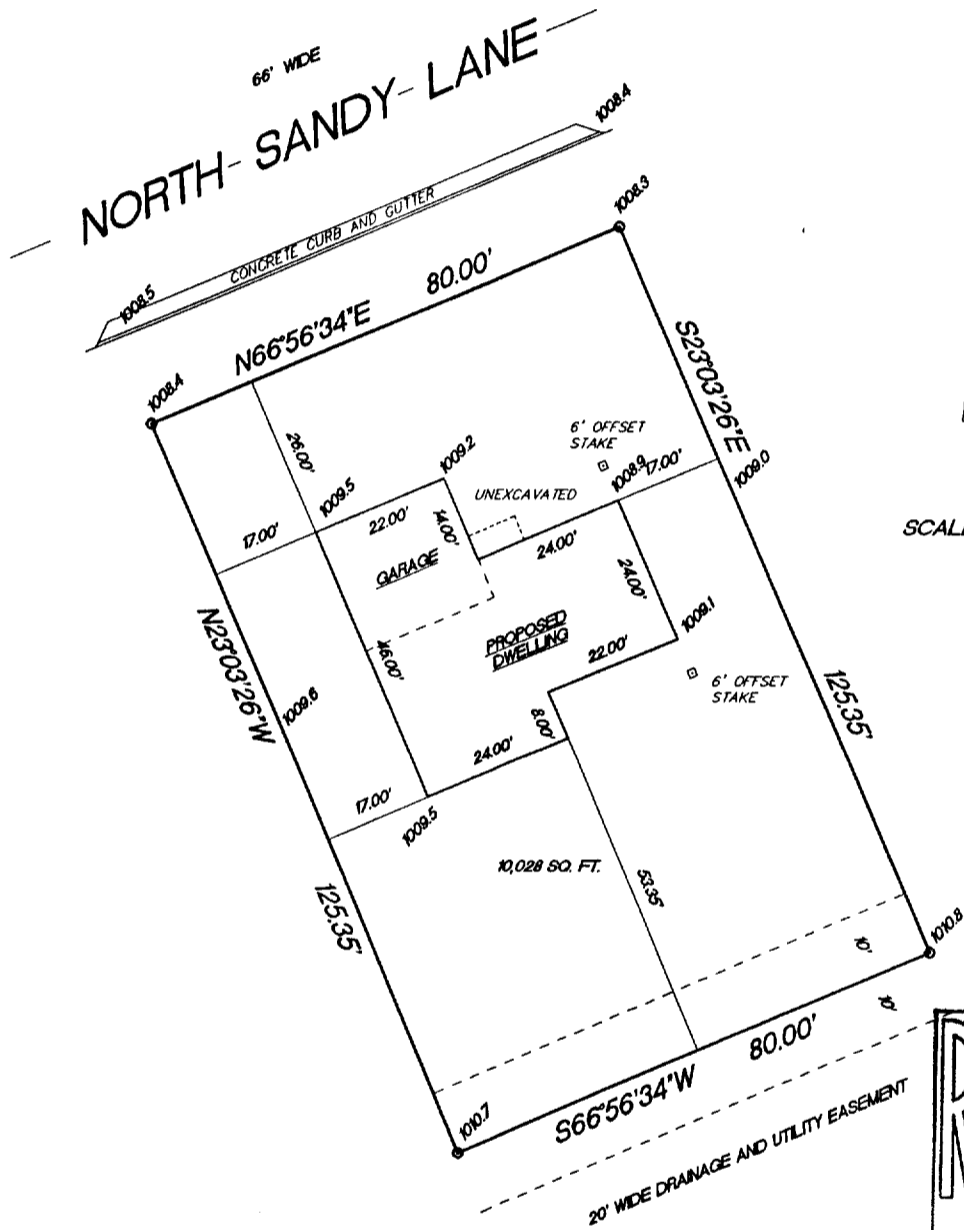 66' WIDE
NORTH SANDY LANE
1008.4
CONCRETE CURB AND GUTTER
1008.5
1008.3
80.00'
N66°56'34"E
1008.4
S23°03'26"E
26.00'
6' OFFSET
STAKE
1009.2
1009.5
1008.9
17.00'
1009.0
UNEXCAVATED
22.00'
14.00'
17.00'
SCALE
24.00'
GARAGE
24.00'
PROPOSED
DWELLING
1009.1
N23°03'26"W
46.00'
22.00'
6' OFFSET
STAKE
1009.6
125.35'
8.00'
24.00'
17.00'
1009.5
10,028 SQ. FT.
53.35'
125.35'
1010.8
10'
10'
80.00'
S66°56'34"W
1010.7
20' WIDE DRAINAGE AND UTILITY EASEMENT